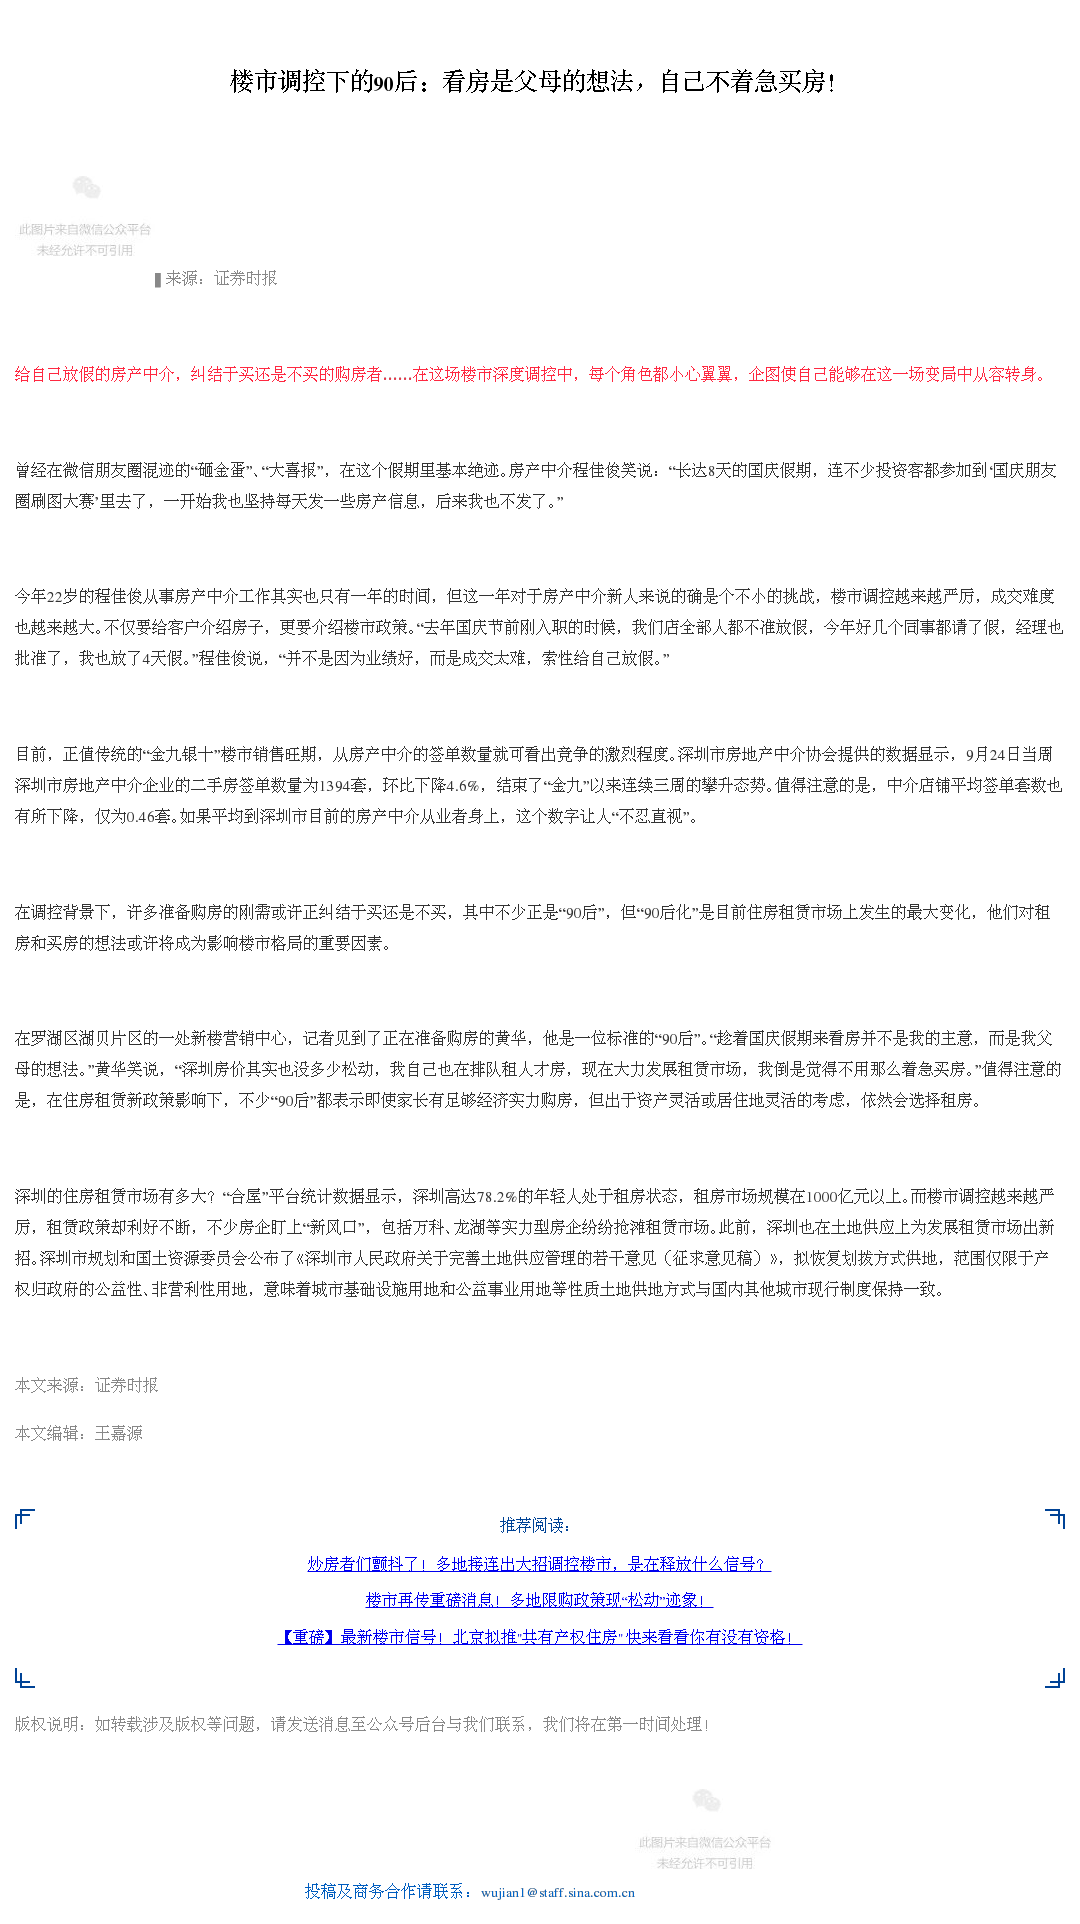 楼市调控下的90后：看房是父母的想法，自己不着急买房！
此图片来自微信公众平台
未经允许不可引用
▌来源：证券时报
给自己放假的房产中介，纠结于买还是不买的购房者……在这场楼市深度调控中，每个角色都小心翼翼，企图使自己能够在这一场变局中从容转身。
曾经在微信朋友圈混迹的“砸金蛋”、“大喜报”，在这个假期里基本绝迹。房产中介程佳俊笑说：“长达8天的国庆假期，连不少投资客都参加到‘国庆朋友
圈刷图大赛’里去了，一开始我也坚持每天发一些房产信息，后来我也不发了。”
今年22岁的程佳俊从事房产中介工作其实也只有一年的时间，但这一年对于房产中介新人来说的确是个不小的挑战，楼市调控越来越严厉，成交难度
也越来越大。不仅要给客户介绍房子，更要介绍楼市政策。“去年国庆节前刚入职的时候，我们店全部人都不准放假，今年好几个同事都请了假，经理也
批准了，我也放了4天假。”程佳俊说，“并不是因为业绩好，而是成交太难，索性给自己放假。”
目前，正值传统的“金九银十”楼市销售旺期，从房产中介的签单数量就可看出竞争的激烈程度。深圳市房地产中介协会提供的数据显示，9月24日当周
深圳市房地产中介企业的二手房签单数量为1394套，环比下降4.6%，结束了“金九”以来连续三周的攀升态势。值得注意的是，中介店铺平均签单套数也
有所下降，仅为0.46套。如果平均到深圳市目前的房产中介从业者身上，这个数字让人“不忍直视”。
在调控背景下，许多准备购房的刚需或许正纠结于买还是不买，其中不少正是“90后”，但“90后化”是目前住房租赁市场上发生的最大变化，他们对租
房和买房的想法或许将成为影响楼市格局的重要因素。
在罗湖区湖贝片区的一处新楼营销中心，记者见到了正在准备购房的黄华，他是一位标准的“90后”。“趁着国庆假期来看房并不是我的主意，而是我父
母的想法。”黄华笑说，“深圳房价其实也没多少松动，我自己也在排队租人才房，现在大力发展租赁市场，我倒是觉得不用那么着急买房。”值得注意的
是，在住房租赁新政策影响下，不少“90后”都表示即使家长有足够经济实力购房，但出于资产灵活或居住地灵活的考虑，依然会选择租房。
深圳的住房租赁市场有多大？“合屋”平台统计数据显示，深圳高达78.2%的年轻人处于租房状态，租房市场规模在1000亿元以上。而楼市调控越来越严
厉，租赁政策却利好不断，不少房企盯上“新风口”，包括万科、龙湖等实力型房企纷纷抢滩租赁市场。此前，深圳也在土地供应上为发展租赁市场出新
招。深圳市规划和国土资源委员会公布了《深圳市人民政府关于完善土地供应管理的若干意见（征求意见稿）》，拟恢复划拨方式供地，范围仅限于产
权归政府的公益性、非营利性用地，意味着城市基础设施用地和公益事业用地等性质土地供地方式与国内其他城市现行制度保持一致。
本文来源：证券时报
本文编辑：王嘉源
推荐阅读：
炒房者们颤抖了！多地接连出大招调控楼市，是在释放什么信号？
楼市再传重磅消息！多地限购政策现“松动”迹象！
【重磅】最新楼市信号！北京拟推"共有产权住房" 快来看看你有没有资格！
版权说明：如转载涉及版权等问题，请发送消息至公众号后台与我们联系，我们将在第一时间处理！
此图片来自微信公众平台
未经允许不可引用
投稿及商务合作请联系：wujian1@staff.sina.com.cn